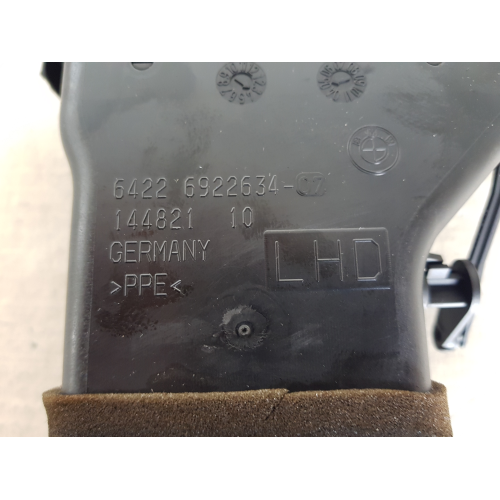 6422 6922634-
144821 10
GERMANY
>PPE<
LHD